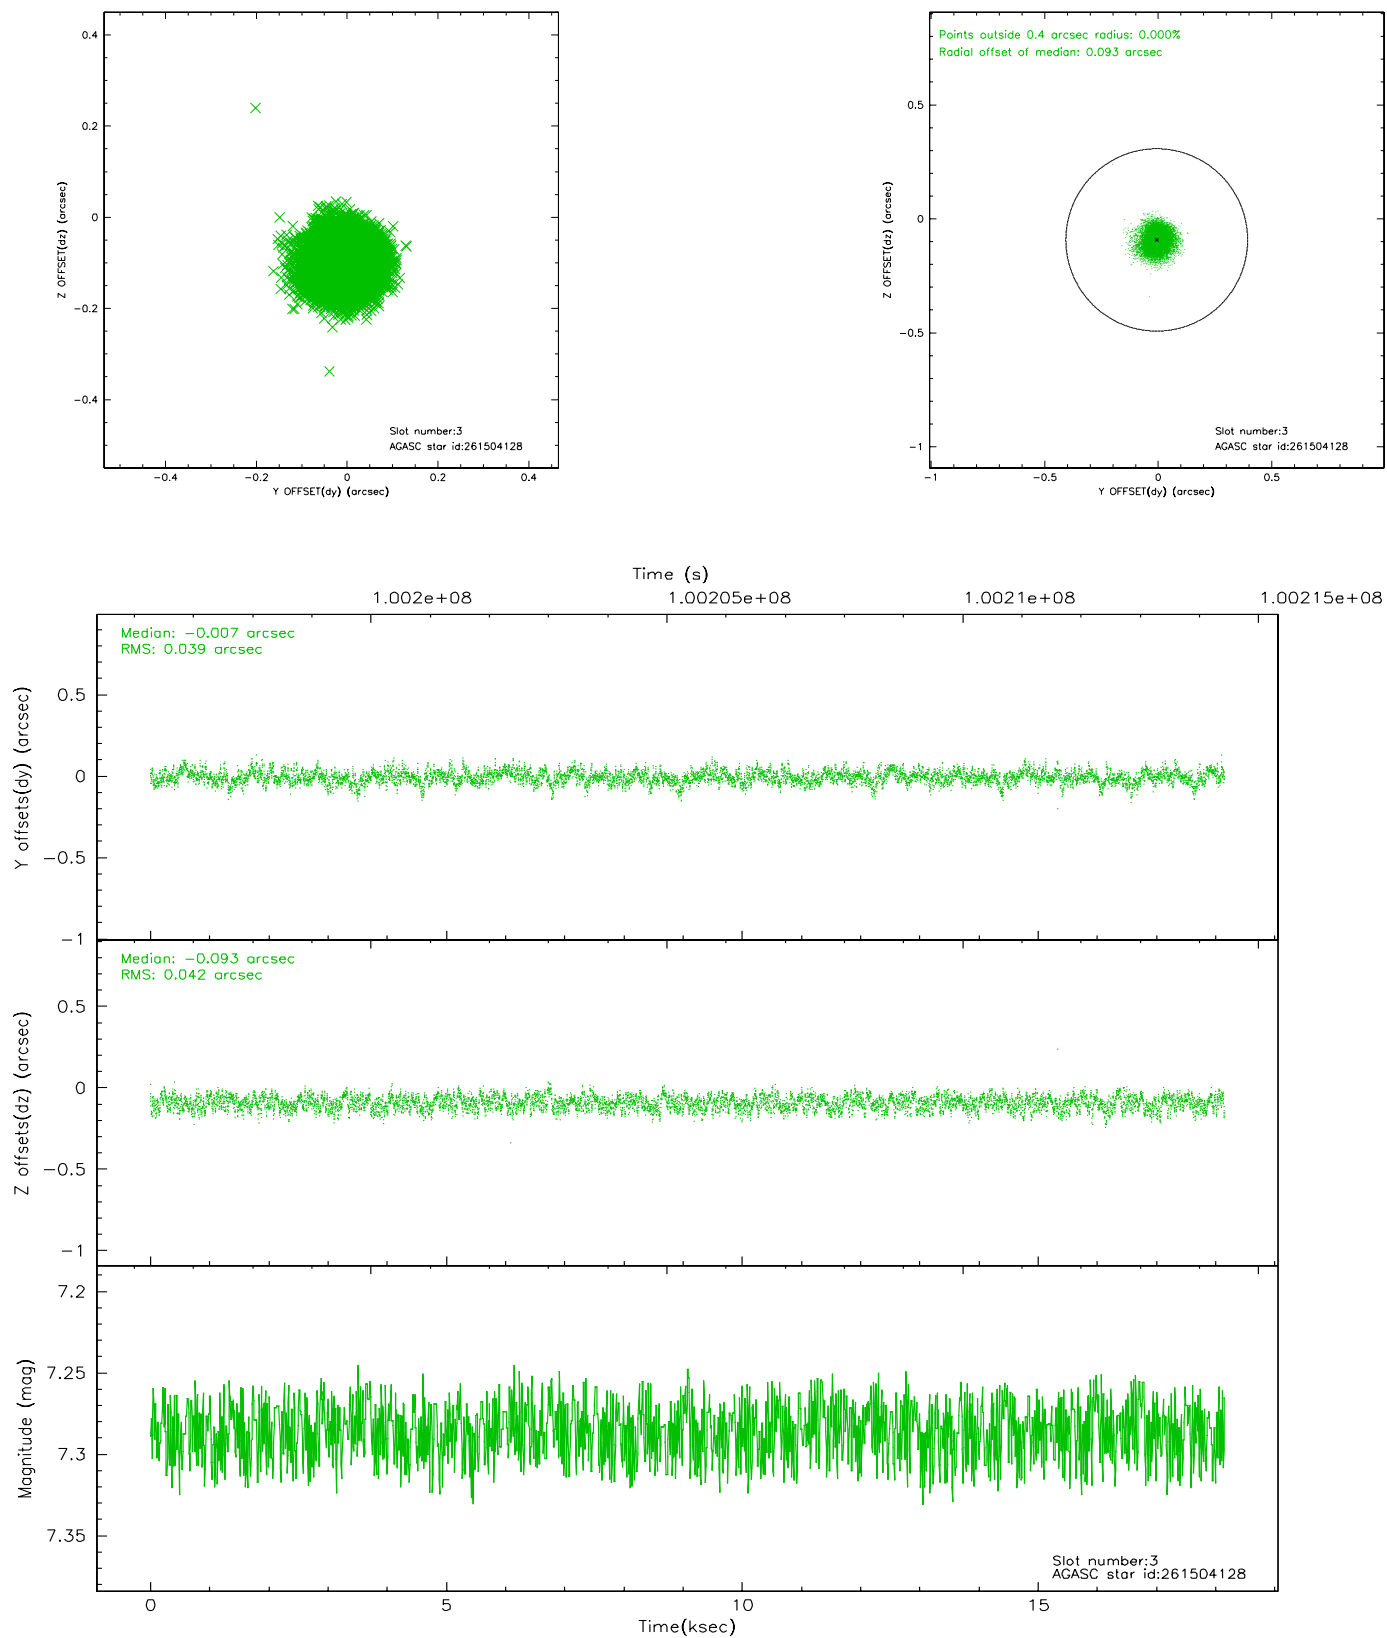 0.4
0.2
0
-0.2
-0.4
Z OFFSET(dz) (arcsec)
Slot number:3
AGASC star id:261504128
-0.4 -0.2 0 0.2 0.4
Y OFFSET(dy) (arcsec)
Points outside 0.4 arcsec radius: 0.000%
Radial offset of median: 0.093 arcsec
0.5
0
-0.5
-1
Z OFFSET(dz) (arcsec)
Slot number:3
AGASC star id:261504128
-1 -0.5 0 0.5
Y OFFSET(dy) (arcsec)
Time (s)
1.002e+08 1.00205e+08 1.0021e+08 1.00215e+08
Median: -0.007 arcsec
RMS: 0.039 arcsec
0.5
0
-0.5
-1
Y offsets(dy) (arcsec)
Median: -0.093 arcsec
RMS: 0.042 arcsec
0.5
0
-0.5
-1
Z offsets(dz) (arcsec)
7.2
7.25
7.3
7.35
Magnitude (mag)
Slot number:3
AGASC star id:261504128
0 5 10 15
Time(ksec)